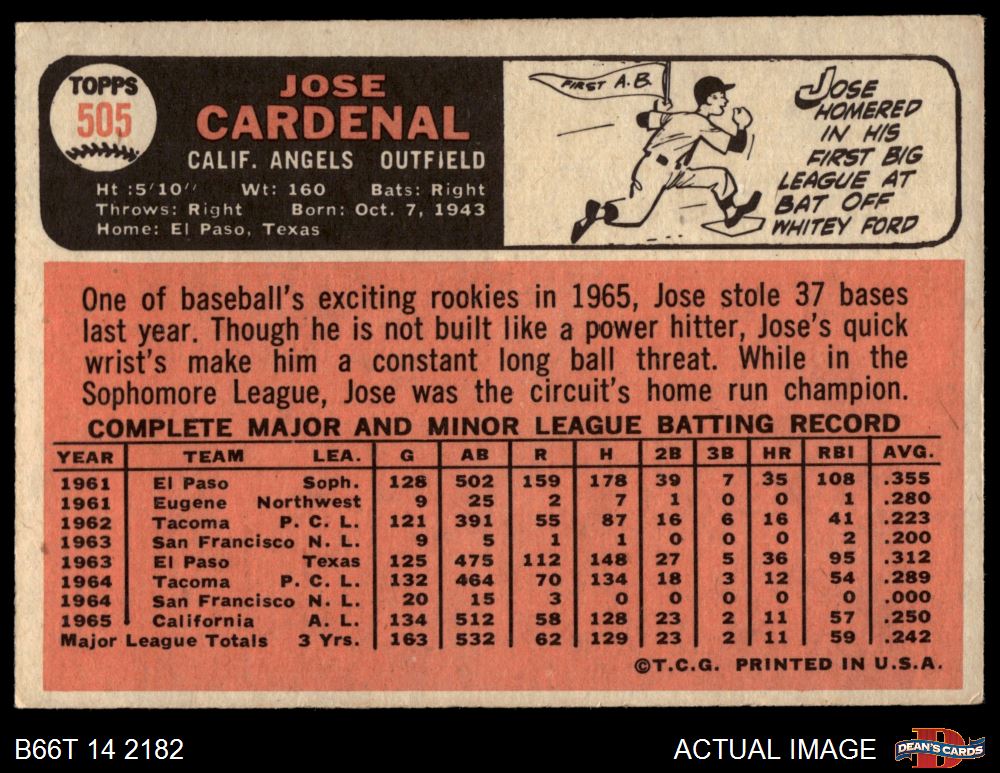 TOPPS
505
JOSE
CARDENAL
CALIF. ANGELS OUTFIELD
Ht :5'10" Wt: 160 Bats: Right
Throws: Right Born: Oct. 7, 1943
Home: El Paso, Texas
FIRST A.B.
JOSE
HOMERED
IN HIS
FIRST BIG
LEAGUE AT
BAT OFF
WHITEY FORD
One of baseball's exciting rookies in 1965, Jose stole 37 bases
last year. Though he is not built like a power hitter, Jose's quick
wrist's make him a constant long ball threat. While in the
Sophomore League, Jose was the circuit's home run champion.
COMPLETE MAJOR AND MINOR LEAGUE BATTING RECORD
YEAR TEAM LEA. G AB R H 2B 3B HR RBI AVG.
1961 El Paso Soph. 128 502 159 178 39 7 35 108 .355
1961 Eugene Northwest 9 25 2 7 1 0 0 1 .280
1962 Tacoma P. C. L. 121 391 55 87 16 6 16 41 .223
1963 San Francisco N. L. 9 5 1 1 0 0 0 2 .200
1963 El Paso Texas 125 475 112 148 27 5 36 95 .312
1964 Tacoma P. C. L. 132 464 70 134 18 3 12 54 .289
1964 San Francisco N. L. 20 15 3 0 0 0 0 0 .000
1965 California A. L. 134 512 58 128 23 2 11 57 .250
Major League Totals 3 Yrs. 163 532 62 129 23 2 11 59 .242
©T.C.G. PRINTED IN U.S.A.
B66T 14 2182 ACTUAL IMAGE
DEAN'S CARDS